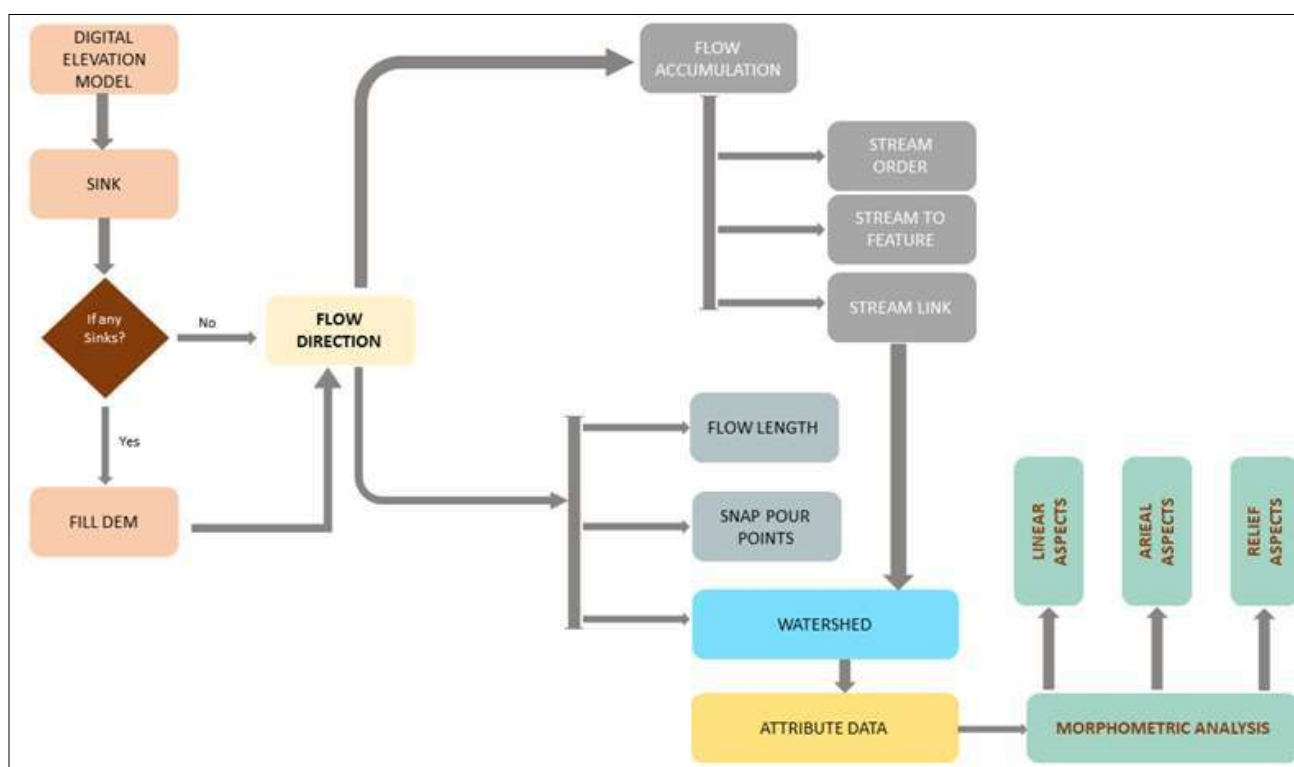 DIGITAL
ELEVATION
MODEL
SINK
If any
Sinks?
No
Yes
FILL DEM
FLOW
DIRECTION
FLOW
ACCUMULATION
STREAM
ORDER
STREAM TO
FEATURE
STREAM LINK
FLOW LENGTH
SNAP POUR
POINTS
WATERSHED
ATTRIBUTE DATA
MORPHOMETRIC ANALYSIS
LINEAR
ASPECTS
ARIEAL
ASPECTS
RELIEF
ASPECTS